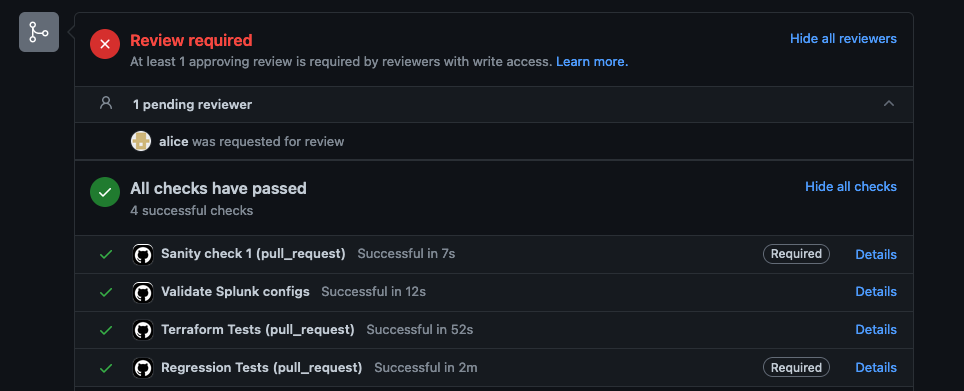 Review required
Hide all reviewers
At least 1 approving review is required by reviewers with write access. Learn more.
1 pending reviewer
alice was requested for review
All checks have passed
Hide all checks
4 successful checks
Sanity check 1 (pull_request) Successful in 7s Required Details
Validate Splunk configs Successful in 12s Details
Terraform Tests (pull_request) Successful in 52s Details
Regression Tests (pull_request) Successful in 2m Required Details